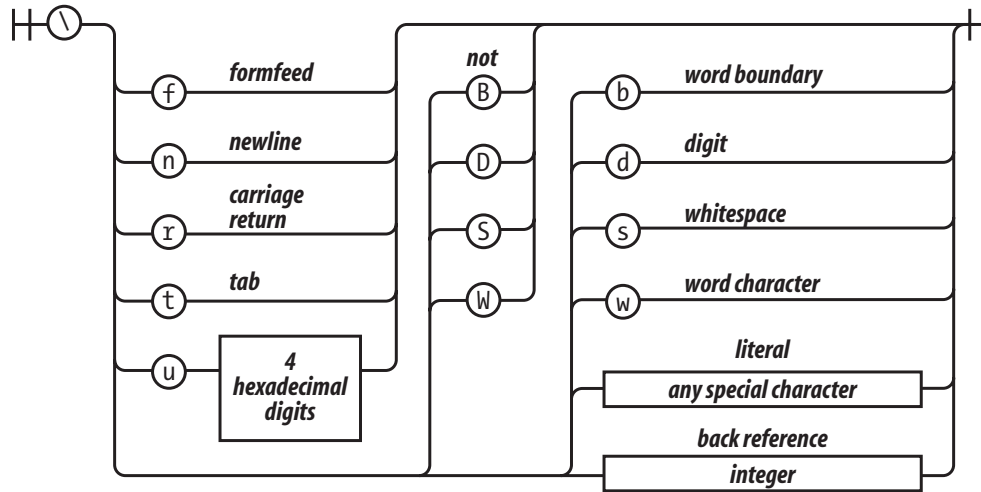 \
f formfeed
n newline
r carriage
return
t tab
u 4
hexadecimal
digits
not
B
D
S
W
b word boundary
d digit
s whitespace
w word character
literal
any special character
back reference
integer